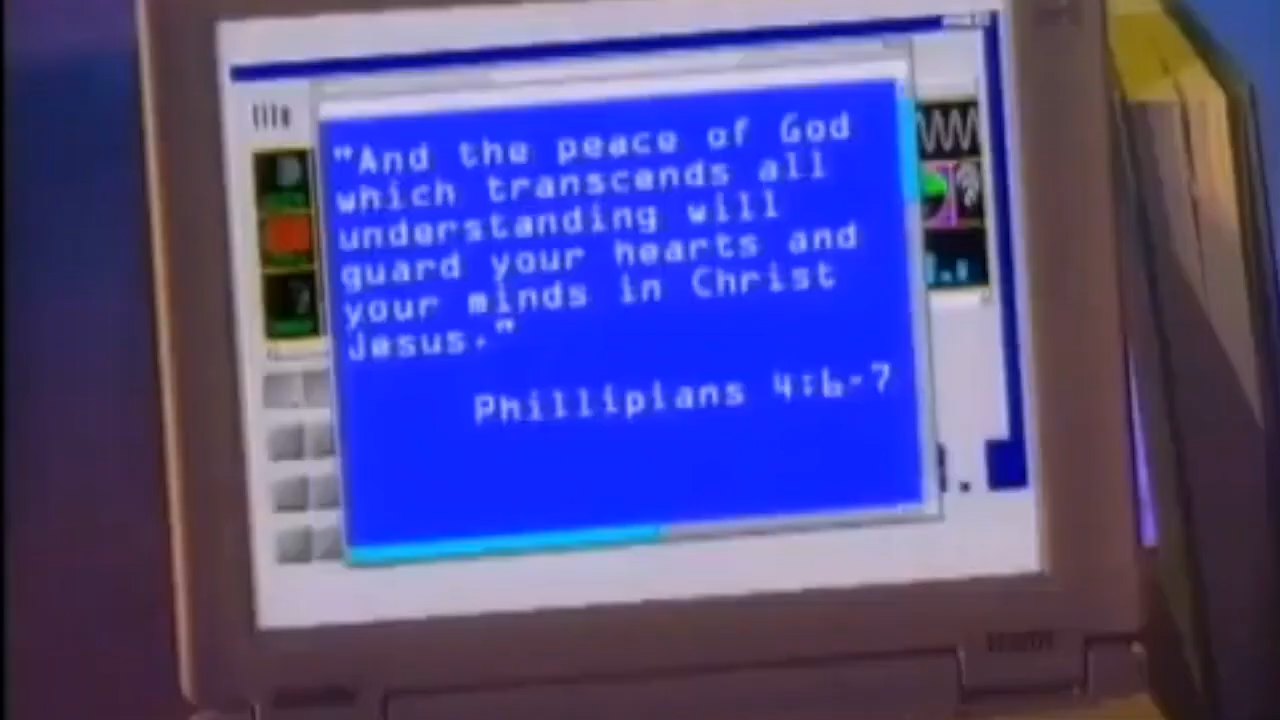 "And the peace of God
which transcends all
understanding will
guard your hearts and
your minds in Christ
Jesus."
Phillipians 4:6-7